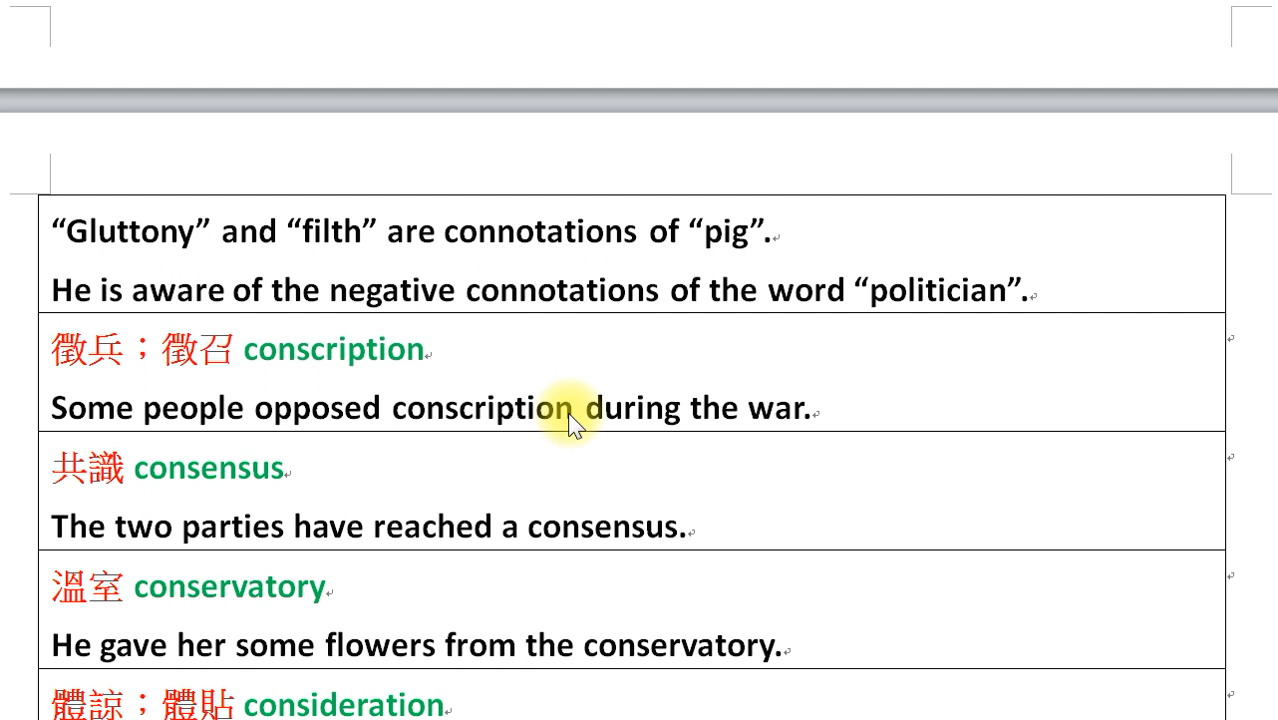 “Gluttony” and “filth” are connotations of “pig”.
He is aware of the negative connotations of the word “politician”.
徵兵；徵召 conscription
Some people opposed conscription during the war.
共識 consensus
The two parties have reached a consensus.
溫室 conservatory
He gave her some flowers from the conservatory.
體諒；體貼 consideration